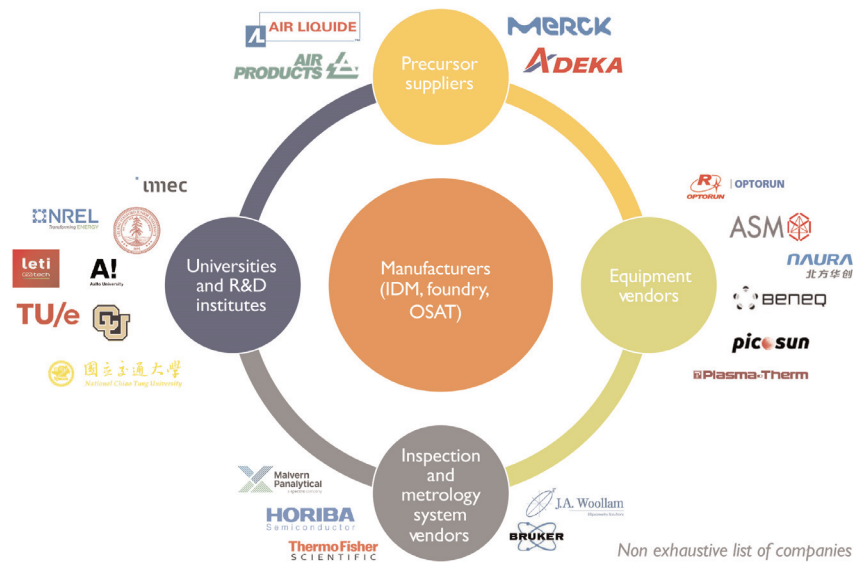 AIR LIQUIDE
AIR
PRODUCTS
MERCK
ADEKA
Precursor
suppliers
imec
NREL
Transforming ENERGY
leti
A!
Aalto University
TU/e
CU
國立交通大學
National Chiao Tung University
Universities
and R&D
institutes
Manufacturers
(IDM, foundry,
OSAT)
Equipment
vendors
R
OPTORUN
OPTORUN
ASM
NAURA
北方华创
BENEQ
picosun
Plasma-Therm
Inspection
and
metrology
system
vendors
Malvern
Panalytical
HORIBA
Semiconductor
ThermoFisher
SCIENTIFIC
J.A. Woollam
BRUKER
Non exhaustive list of companies